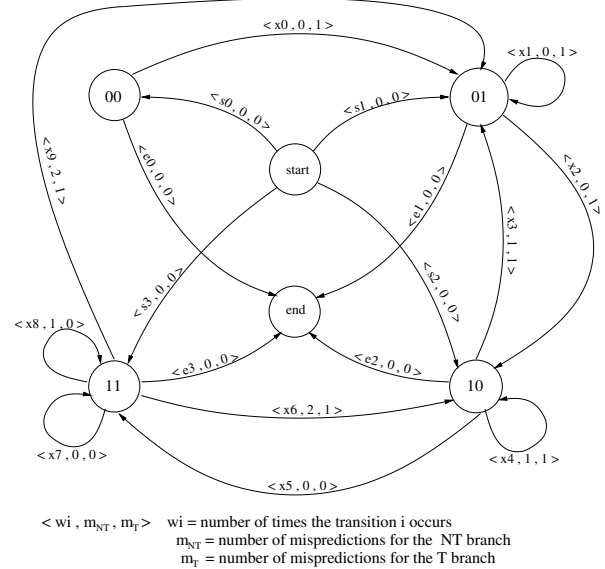 < x0 , 0 , 1 >
< x1 , 0 , 1 >
00
01
< s0, 0, 0 >
< s1, 0, 0 >
< x9 , 2, 1 >
< e0, 0, 0 >
start
< e1, 0, 0 >
< x2, 0, 1 >
< x3 , 1, 1 >
< s3, 0, 0 >
< s2, 0, 0 >
end
< x8 , 1, 0 >
< e3, 0, 0 >
< e2, 0, 0 >
11
10
< x6 , 2, 1 >
< x7, 0, 0 >
< x4 , 1, 1 >
< x5 , 0, 0 >
< wi , mNT , mT > wi = number of times the transition i occurs
mNT = number of mispredictions for the NT branch
mT = number of mispredictions for the T branch